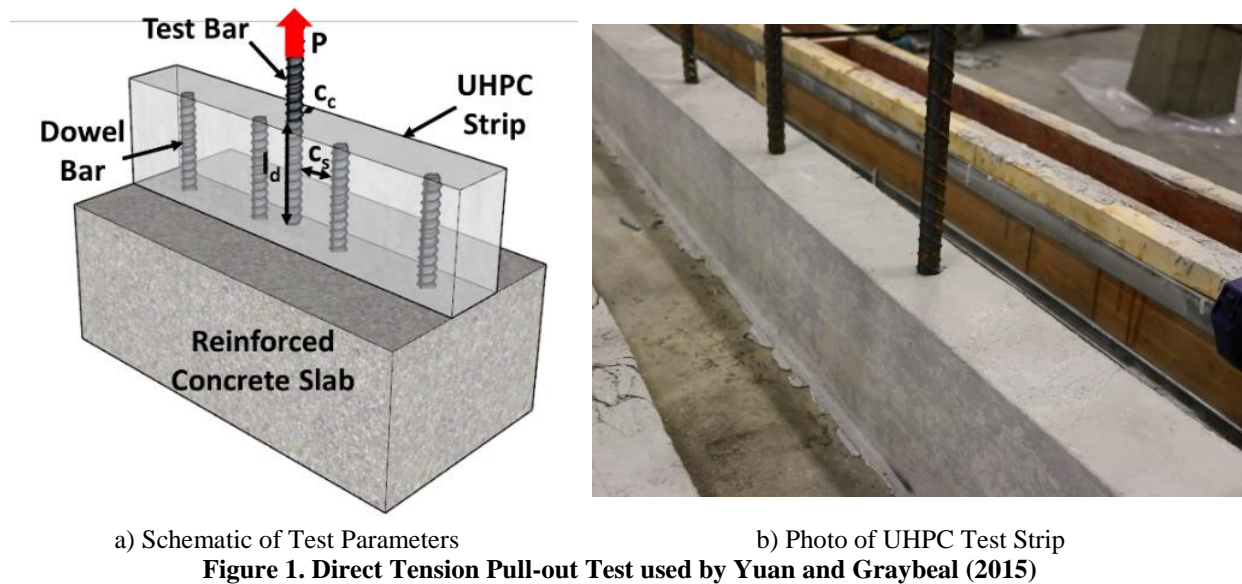 Test Bar
P
c_c
UHPC
Strip
Dowel
Bar
l_d
c_s
Reinforced
Concrete Slab
a) Schematic of Test Parameters
b) Photo of UHPC Test Strip
Figure 1. Direct Tension Pull-out Test used by Yuan and Graybeal (2015)